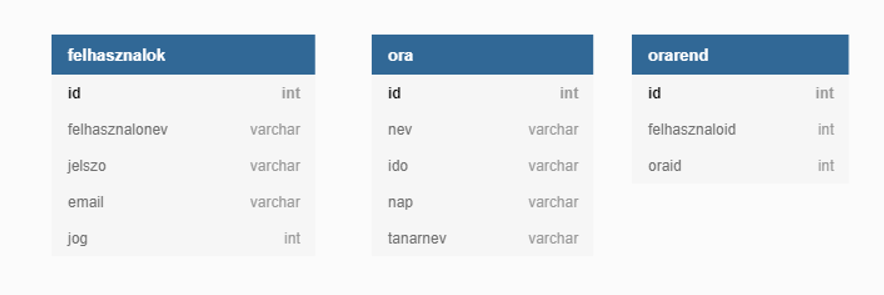 felhasznalok
id int
felhasznalonev varchar
jelszo varchar
email varchar
jog int
ora
id int
nev varchar
ido varchar
nap varchar
tanarnev varchar
orarend
id int
felhasznaloid int
oraid int